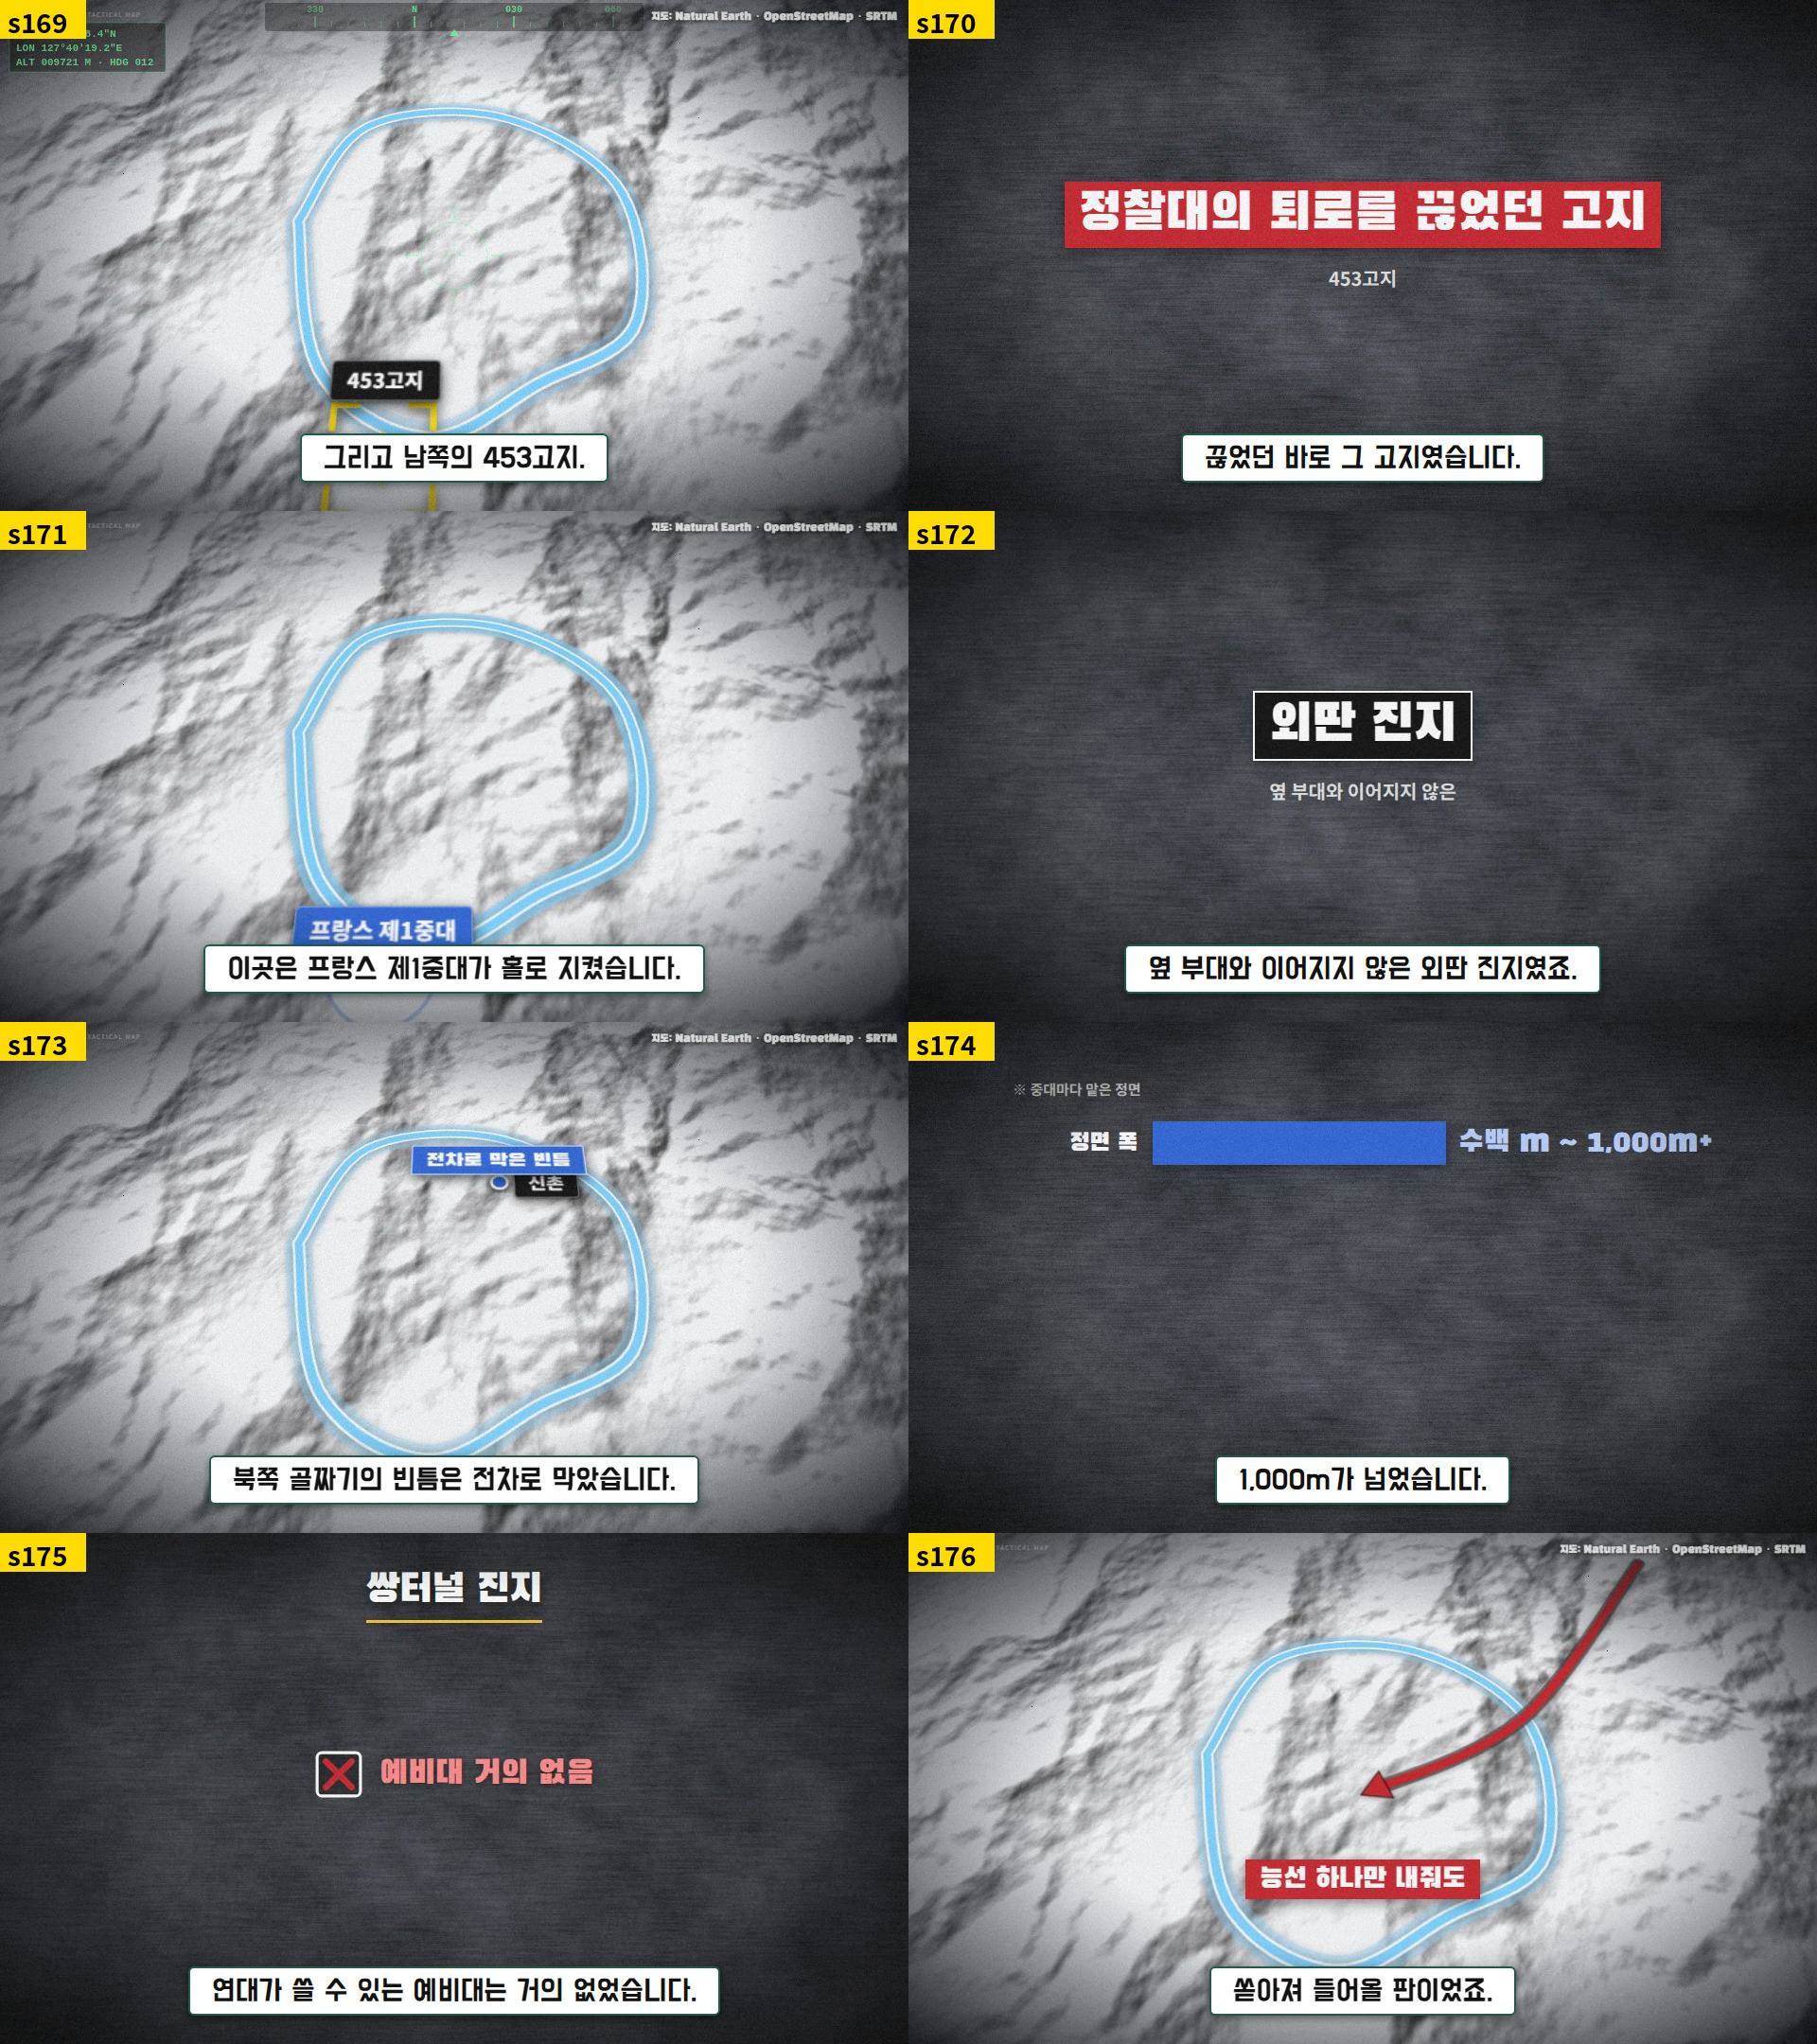 s169
330 N 030 060
지도: Natural Earth · OpenStreetMap · SRTM
5.4"N
LON 127°40'19.2"E
ALT 009721 M · HDG 012
453고지
그리고 남쪽의 453고지.
s170
정찰대의 퇴로를 끊었던 고지
453고지
끊었던 바로 그 고지였습니다.
s171
TACTICAL MAP
지도: Natural Earth · OpenStreetMap · SRTM
프랑스 제1중대
이곳은 프랑스 제1중대가 홀로 지켰습니다.
s172
외딴 진지
옆 부대와 이어지지 않은
옆 부대와 이어지지 않은 외딴 진지였죠.
s173
TACTICAL MAP
지도: Natural Earth · OpenStreetMap · SRTM
전차로 막은 빈틈
신촌
북쪽 골짜기의 빈틈은 전차로 막았습니다.
s174
※ 중대마다 맡은 정면
정면 폭
수백 m ~ 1,000m+
1,000m가 넘었습니다.
s175
쌍터널 진지
예비대 거의 없음
연대가 쓸 수 있는 예비대는 거의 없었습니다.
s176
TACTICAL MAP
지도: Natural Earth · OpenStreetMap · SRTM
능선 하나만 내줘도
쏟아져 들어올 판이었죠.